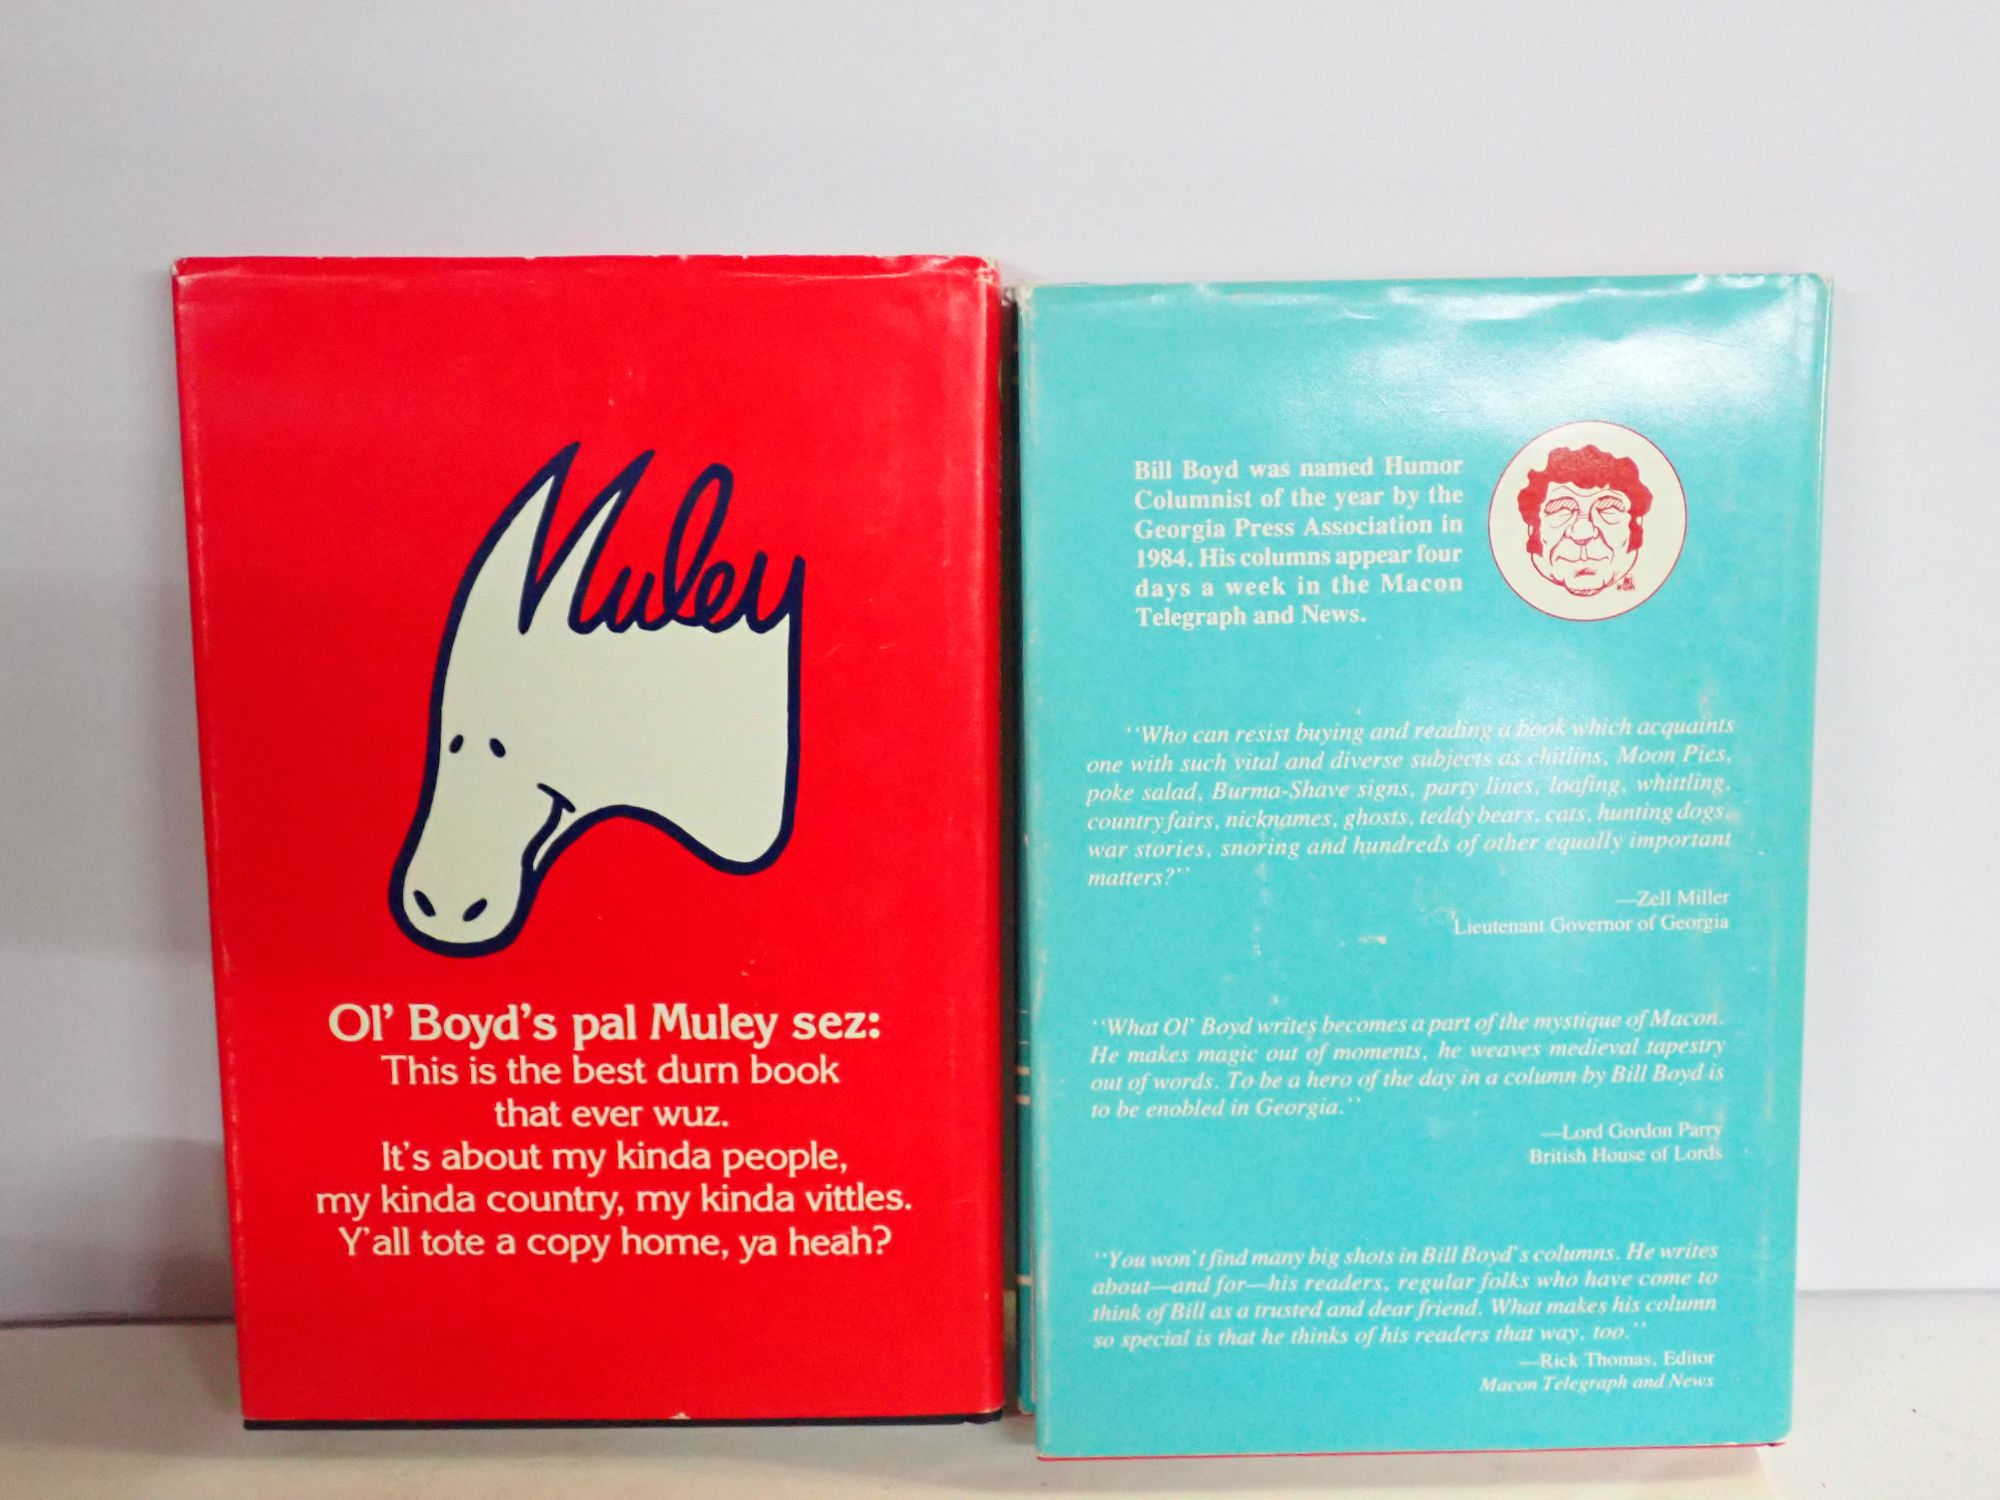 Muley
Ol' Boyd's pal Muley sez:
This is the best durn book
that ever wuz.
It's about my kinda people,
my kinda country, my kinda vittles.
Y'all tote a copy home, ya heah?
Bill Boyd was named Humor
Columnist of the year by the
Georgia Press Association in
1984. His columns appear four
days a week in the Macon
Telegraph and News.
"Who can resist buying and reading a book which acquaints
one with such vital and diverse subjects as chitlins, Moon Pies,
poke salad, Burma-Shave signs, party lines, loafing, whittling,
country fairs, nicknames, ghosts, teddy bears, cats, hunting dogs,
war stories, snoring and hundreds of other equally important
matters?"
—Zell Miller
Lieutenant Governor of Georgia
"What Ol' Boyd writes becomes a part of the mystique of Macon.
He makes magic out of moments, he weaves medieval tapestry
out of words. To be a hero of the day in a column by Bill Boyd is
to be enobled in Georgia."
—Lord Gordon Parry
British House of Lords
"You won't find many big shots in Bill Boyd's columns. He writes
about—and for—his readers, regular folks who have come to
think of Bill as a trusted and dear friend. What makes his column
so special is that he thinks of his readers that way, too."
—Rick Thomas, Editor
Macon Telegraph and News